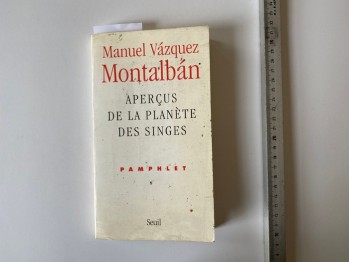 Manuel Vázquez
Montalbán
APERÇUS
DE LA PLANÈTE
DES SINGES
PAMPHLET
Seuil